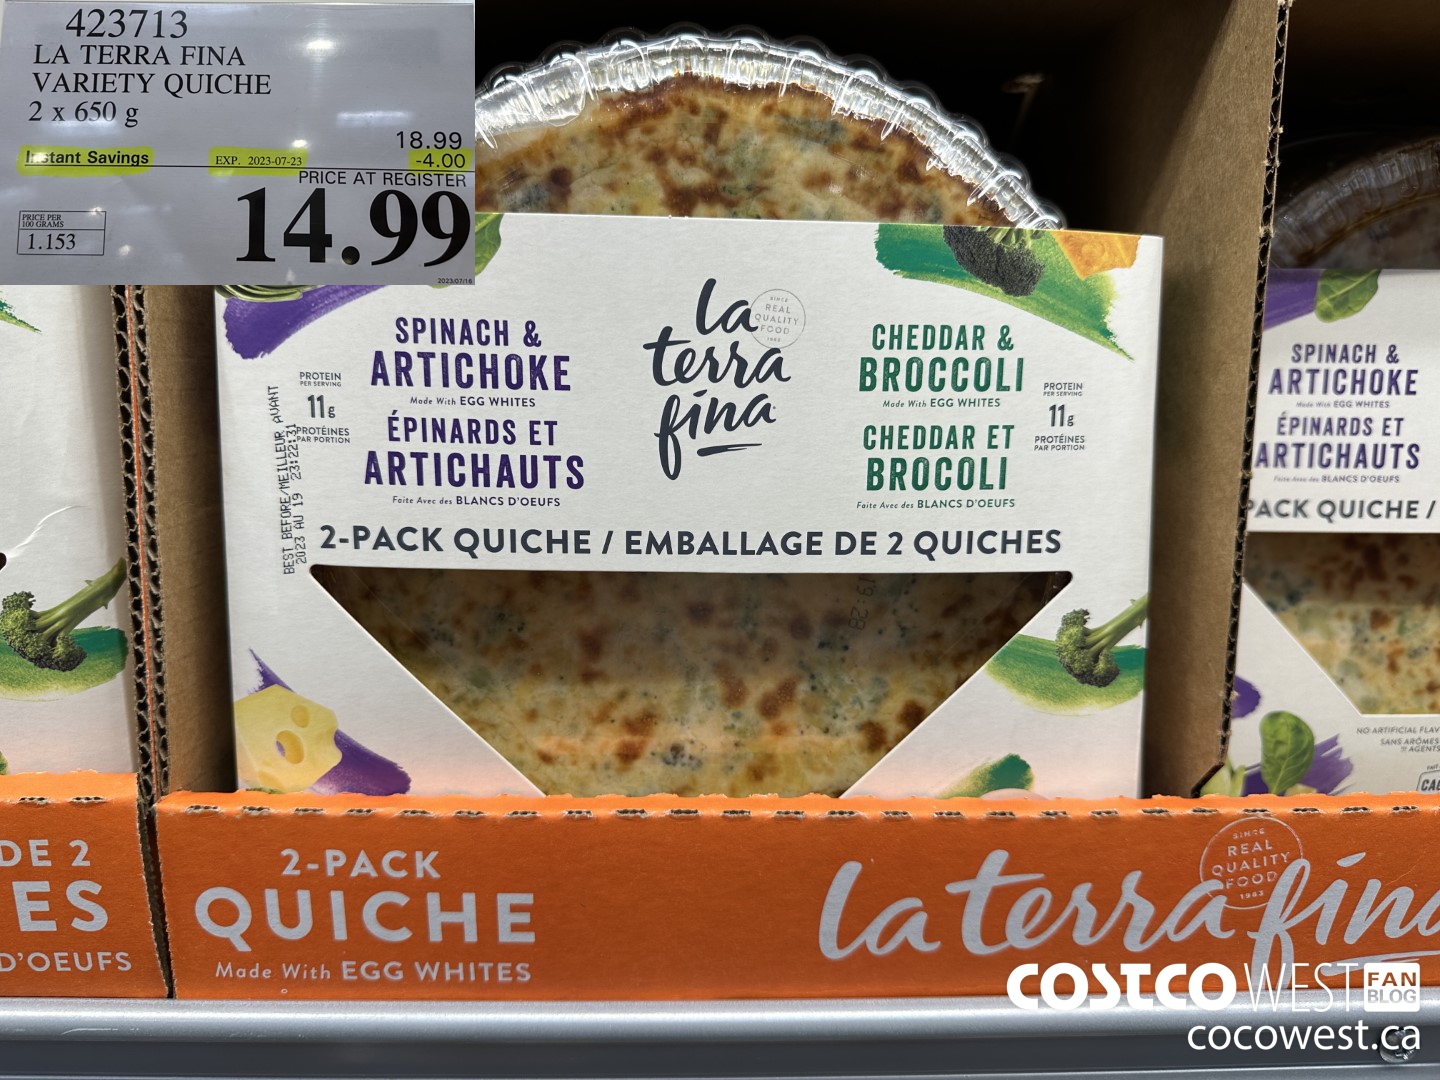 423713
LA TERRA FINA
VARIETY QUICHE
2 x 650 g
18.99
Instant Savings EXP. 2023-07-23 -4.00
PRICE AT REGISTER
PRICE PER
100 GRAMS
1.153
14.99
2023/07/16
SPINACH &
ARTICHOKE
Made With EGG WHITES
ÉPINARDS ET
ARTICHAUTS
Faite Avec des BLANCS D'OEUFS
PROTEIN
PER SERVING
11g
PROTÉINES
PAR PORTION
BEST BEFORE/MEILLEUR AVANT
2023 AU 19 23:22:31
la
terra
fina
SINCE
REAL
QUALITY
FOOD
1983
CHEDDAR &
BROCCOLI
Made With EGG WHITES
CHEDDAR ET
BROCOLI
Faite Avec des BLANCS D'OEUFS
PROTEIN
PER SERVING
11g
PROTÉINES
PAR PORTION
2-PACK QUICHE / EMBALLAGE DE 2 QUICHES
SPINACH &
ARTICHOKE
Made With EGG WHITES
ÉPINARDS ET
ARTICHAUTS
Faite Avec des BLANCS D'OEUFS
PACK QUICHE /
NO ARTIFICIAL FLAV
SANS ARÔMES
AGENTS
DE 2
ES
D'OEUFS
2-PACK
QUICHE
Made With EGG WHITES
la terra fina
SINCE
REAL
QUALITY
FOOD
1983
COSTCO WEST FAN BLOG
cocowest.ca